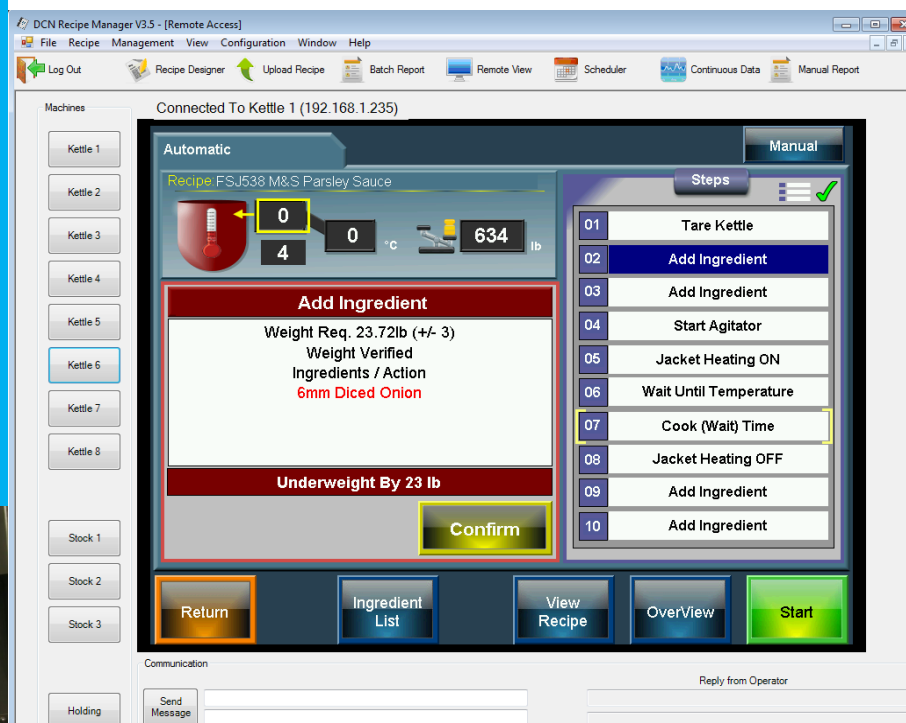 DCN Recipe Manager V3.5 - [Remote Access]
File Recipe Management View Configuration Window Help
Log Out Recipe Designer Upload Recipe Batch Report Remote View Scheduler Continuous Data Manual Report
Machines
Connected To Kettle 1 (192.168.1.235)
Kettle 1
Kettle 2
Kettle 3
Kettle 4
Kettle 5
Kettle 6
Kettle 7
Kettle 8
Stock 1
Stock 2
Stock 3
Holding
Automatic
Manual
Recipe: FSJ538 M&S Parsley Sauce
0
4
0 °C
634 lb
Add Ingredient
Weight Req. 23.72lb (+/- 3)
Weight Verified
Ingredients / Action
6mm Diced Onion
Underweight By 23 lb
Confirm
Steps
01 Tare Kettle
02 Add Ingredient
03 Add Ingredient
04 Start Agitator
05 Jacket Heating ON
06 Wait Until Temperature
07 Cook (Wait) Time
08 Jacket Heating OFF
09 Add Ingredient
10 Add Ingredient
Return
Ingredient
List
View
Recipe
OverView
Start
Communication
Send
Message
Reply from Operator